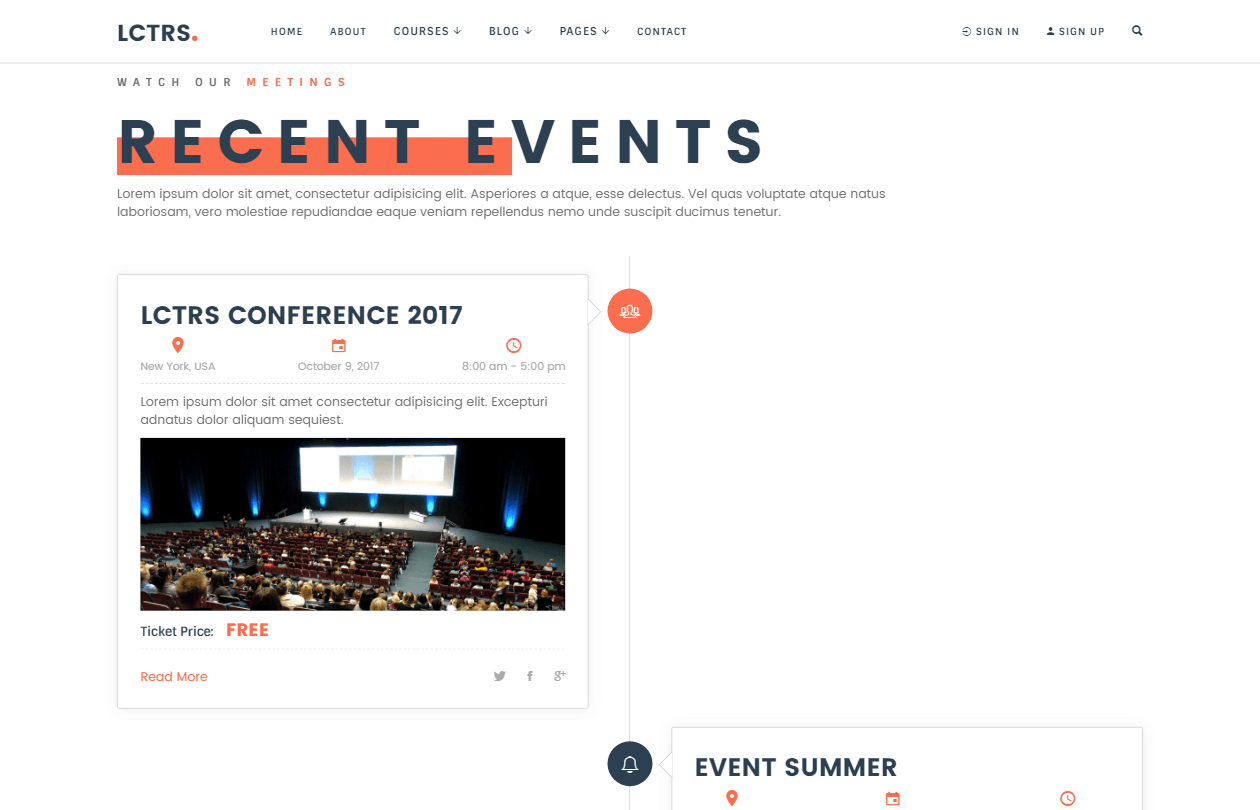 LCTRS.
HOME
ABOUT
COURSES
BLOG
PAGES
CONTACT
SIGN IN
SIGN UP
WATCH OUR MEETINGS
RECENT EVENTS
Lorem ipsum dolor sit amet, consectetur adipisicing elit. Asperiores a atque, esse delectus. Vel quas voluptate atque natus
laboriosam, vero molestiae repudiandae eaque veniam repellendus nemo unde suscipit ducimus tenetur.
LCTRS CONFERENCE 2017
New York, USA
October 9, 2017
8:00 am - 5:00 pm
Lorem ipsum dolor sit amet consectetur adipisicing elit. Excepturi
adnatus dolor aliquam sequiest.
Ticket Price: FREE
Read More
EVENT SUMMER